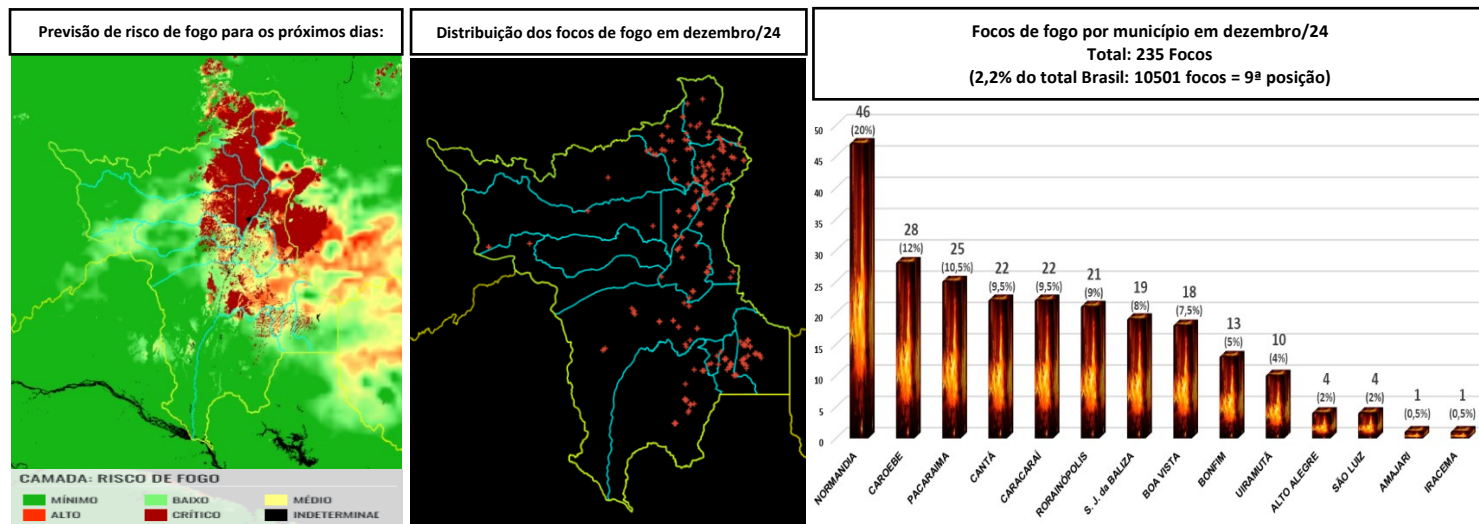 Previsão de risco de fogo para os próximos dias:
CAMADA: RISCO DE FOGO
MÍNIMO
BAIXO
MÉDIO
ALTO
CRÍTICO
INDETERMINAE
Distribuição dos focos de fogo em dezembro/24
Focos de fogo por município em dezembro/24
Total: 235 Focos
(2,2% do total Brasil: 10501 focos = 9ª posição)
50
45
40
35
30
25
20
15
10
5
0
46
(20%)
28
(12%)
25
(10,5%)
22
(9,5%)
22
(9,5%)
21
(9%)
19
(8%)
18
(7,5%)
13
(5%)
10
(4%)
4
(2%)
4
(2%)
1
(0,5%)
1
(0,5%)
NORMANDIA
CAROEBE
PACARAIMA
CANTÁ
CARACARAÍ
RORAINÓPOLIS
S. J. da BALIZA
BOA VISTA
BONFIM
UIRAMUTÃ
ALTO ALEGRE
SÃO LUIZ
AMAJARI
IRACEMA